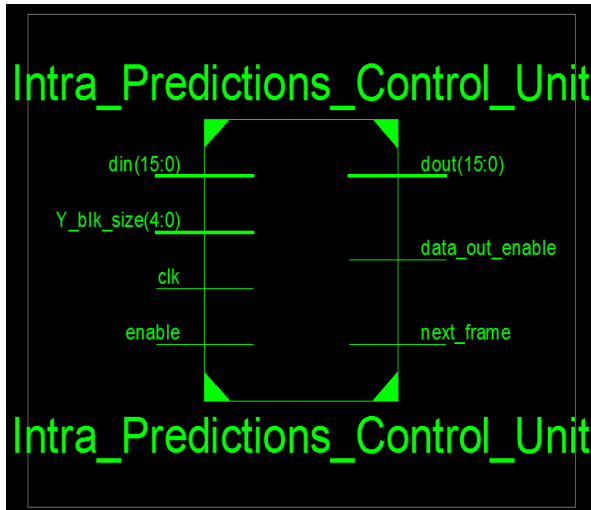 Intra_Predictions_Control_Unit
din(15:0)
dout(15:0)
Y_blk_size(4:0)
data_out_enable
clk
enable
next_frame
Intra_Predictions_Control_Unit